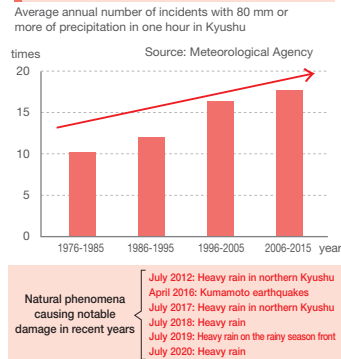 Average annual number of incidents with 80 mm or
more of precipitation in one hour in Kyushu
times
Source: Meteorological Agency
20
15
10
5
0
1976-1985
1986-1995
1996-2005
2006-2015
year
Natural phenomena
causing notable
damage in recent years
July 2012: Heavy rain in northern Kyushu
April 2016: Kumamoto earthquakes
July 2017: Heavy rain in northern Kyushu
July 2018: Heavy rain
July 2019: Heavy rain on the rainy season front
July 2020: Heavy rain